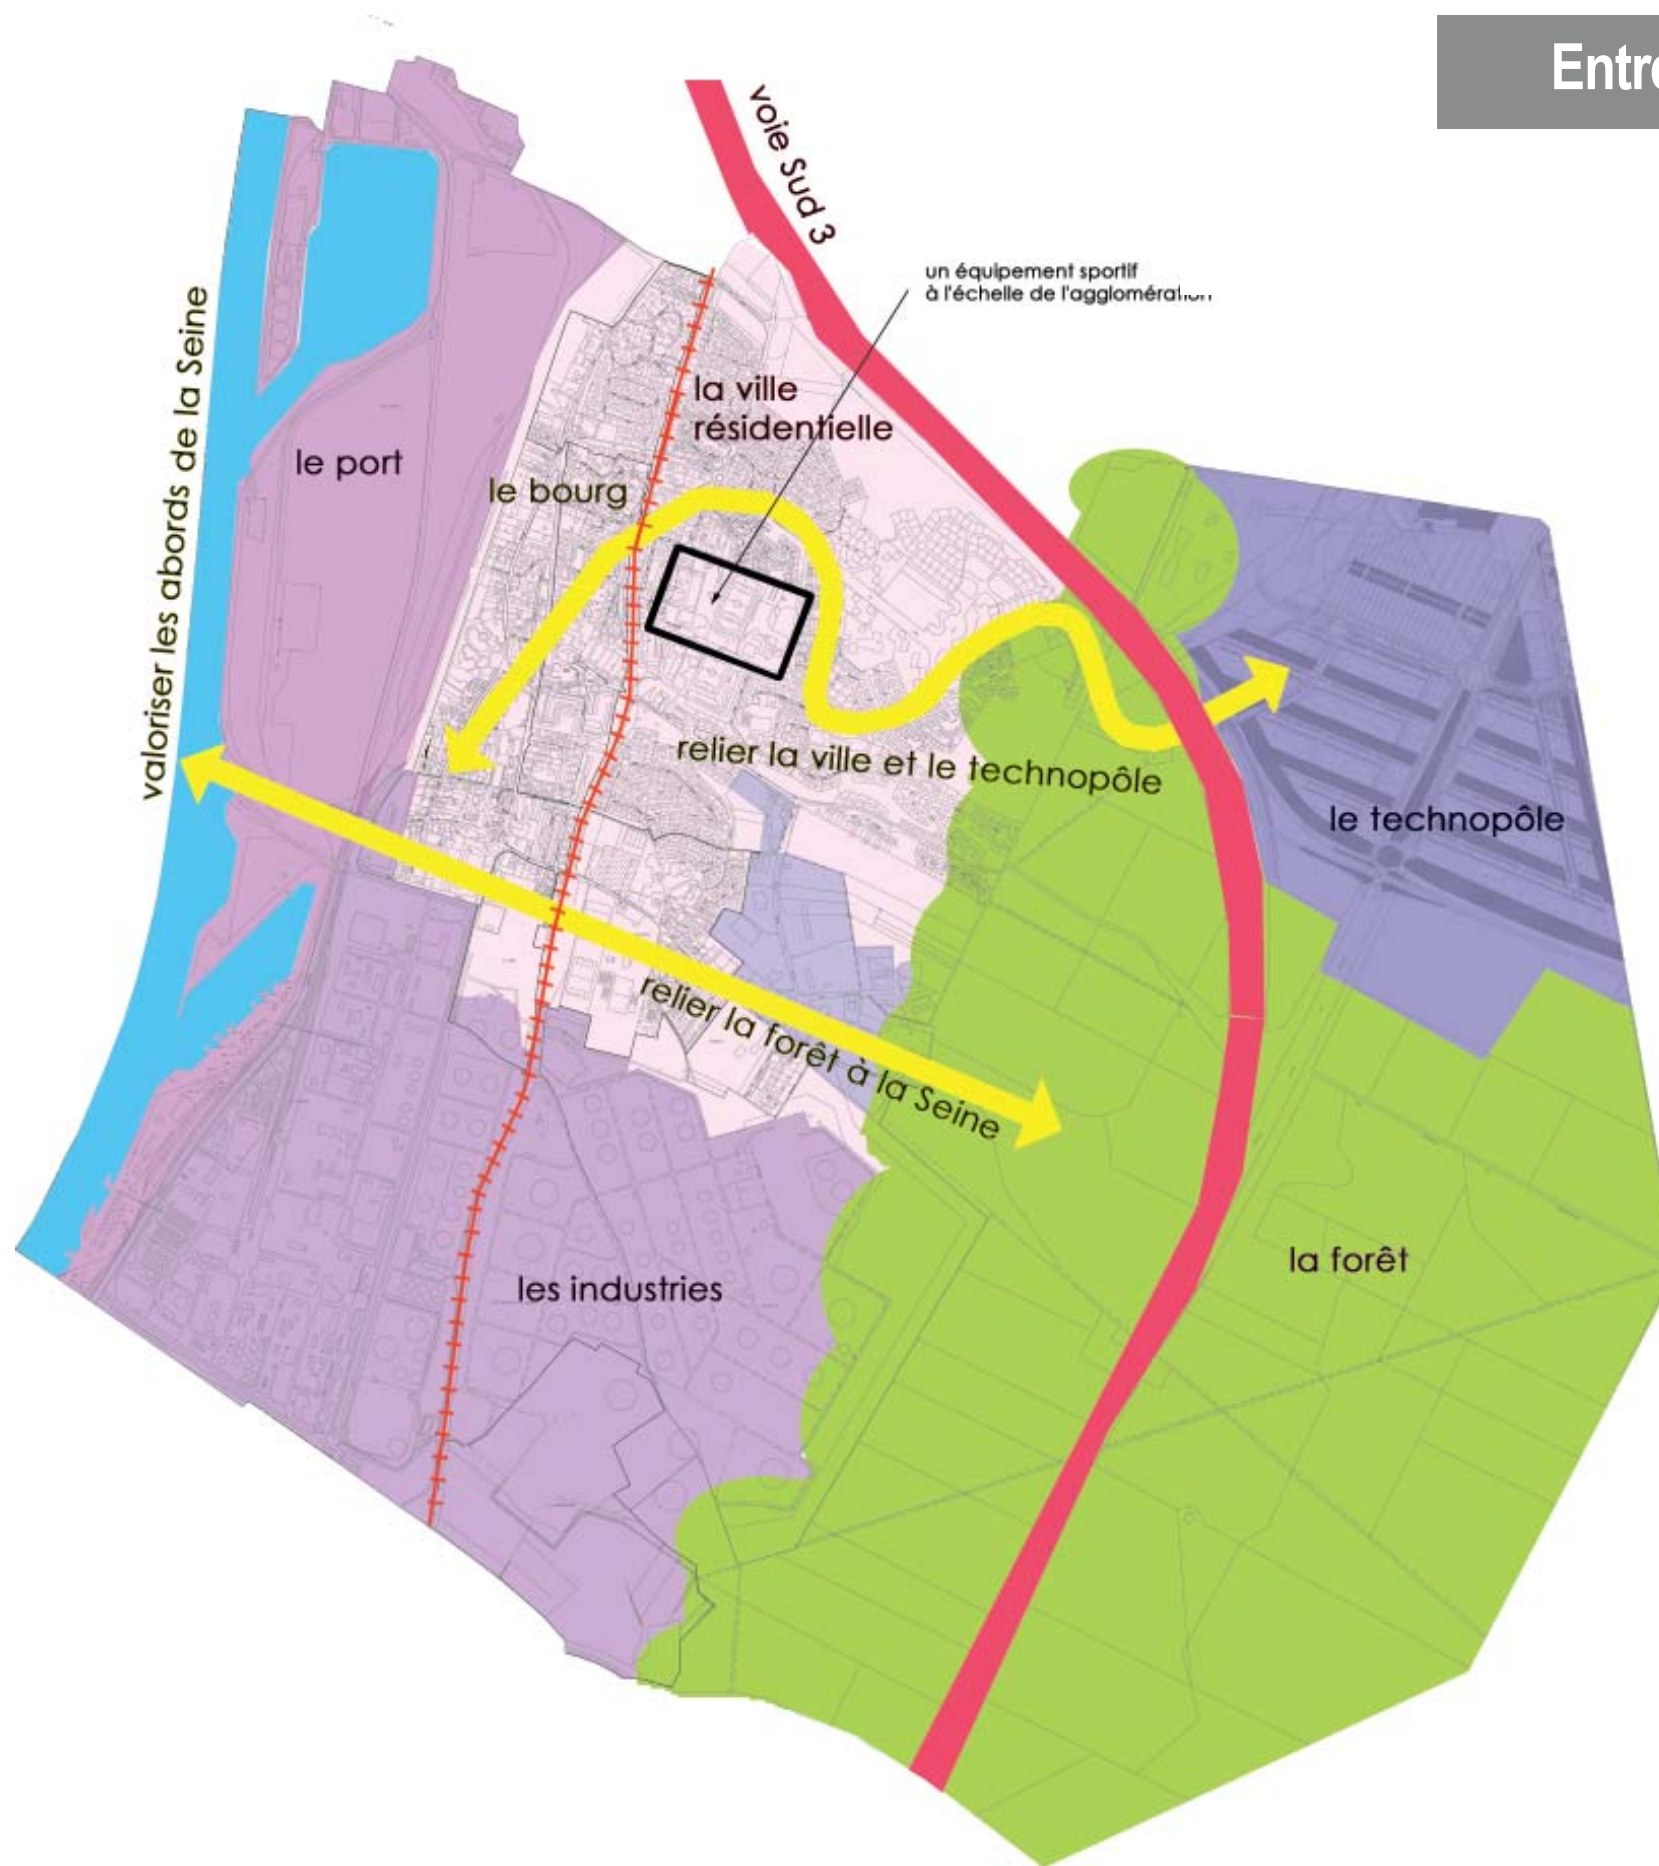 Entre
voie Sud 3
un équipement sportif
à l'échelle de l'agglomération
valoriser les abords de la Seine
la ville
résidentielle
le port
le bourg
relier la ville et le technopôle
le technopôle
relier la forêt à la Seine
la forêt
les industries